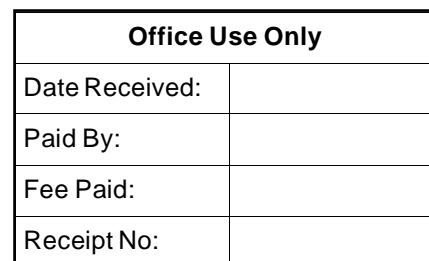 Office Use Only
Date Received:
Paid By:
Fee Paid:
Receipt No: